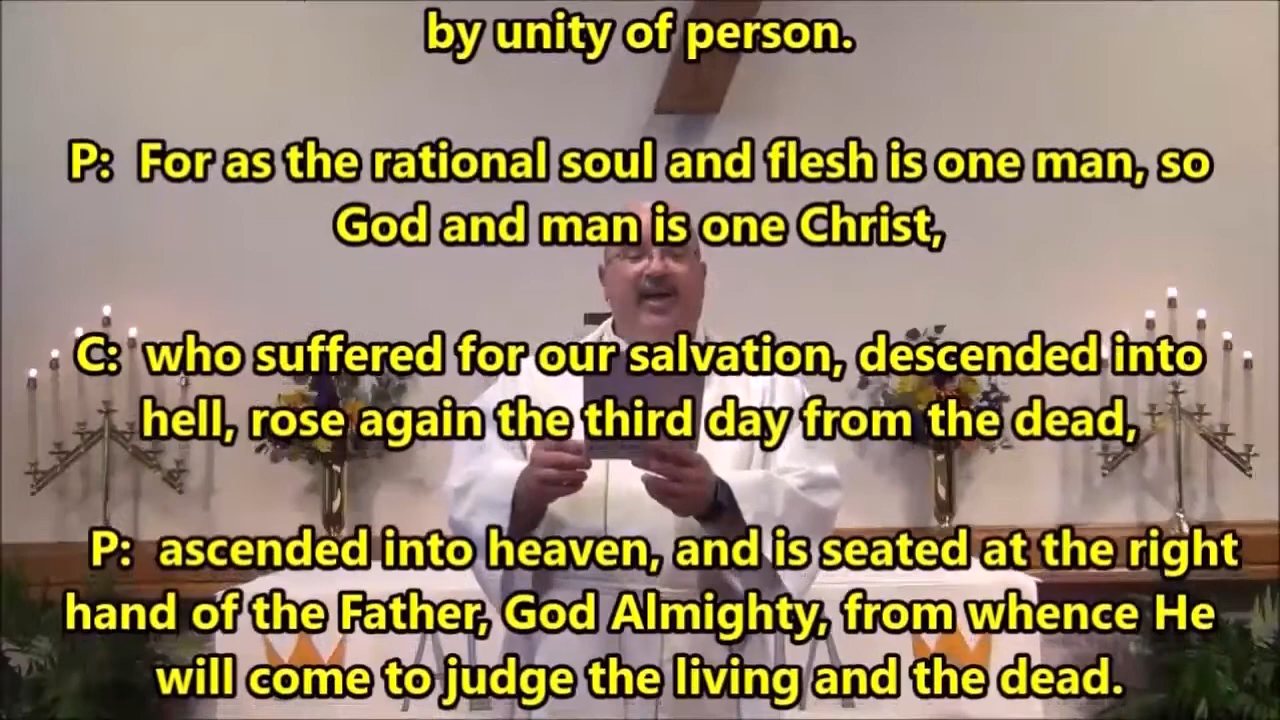 by unity of person.
P: For as the rational soul and flesh is one man, so
God and man is one Christ,
C: who suffered for our salvation, descended into
hell, rose again the third day from the dead,
P: ascended into heaven, and is seated at the right
hand of the Father, God Almighty, from whence He
will come to judge the living and the dead.